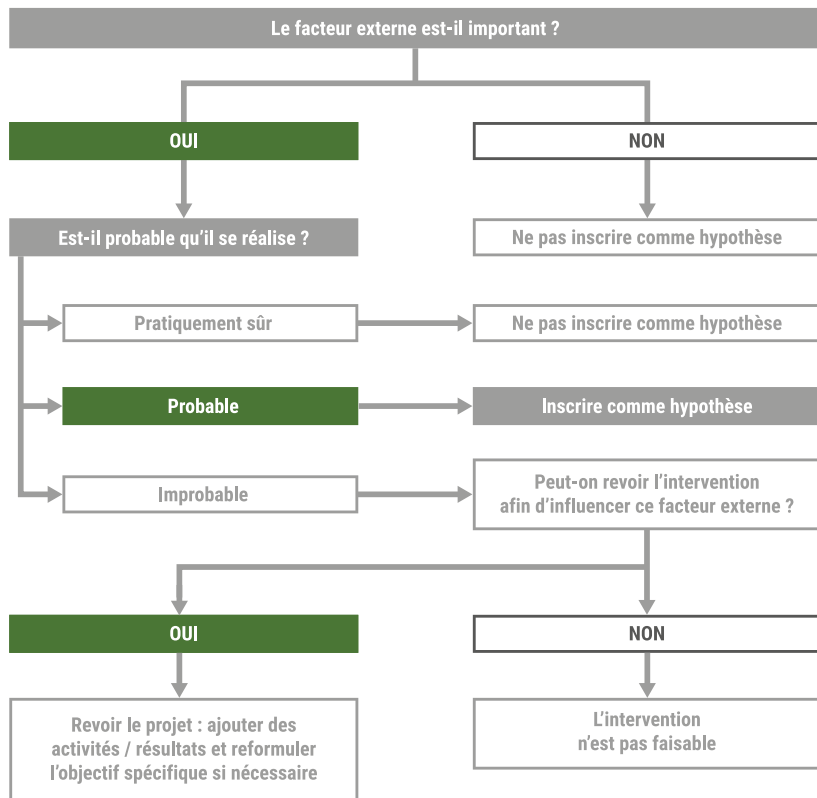 Le facteur externe est-il important ?
OUI
NON
Est-il probable qu’il se réalise ?
Ne pas inscrire comme hypothèse
Pratiquement sûr
Ne pas inscrire comme hypothèse
Probable
Inscrire comme hypothèse
Improbable
Peut-on revoir l’intervention
afin d’influencer ce facteur externe ?
OUI
NON
Revoir le projet : ajouter des
activités / résultats et reformuler
l’objectif spécifique si nécessaire
L’intervention
n’est pas faisable